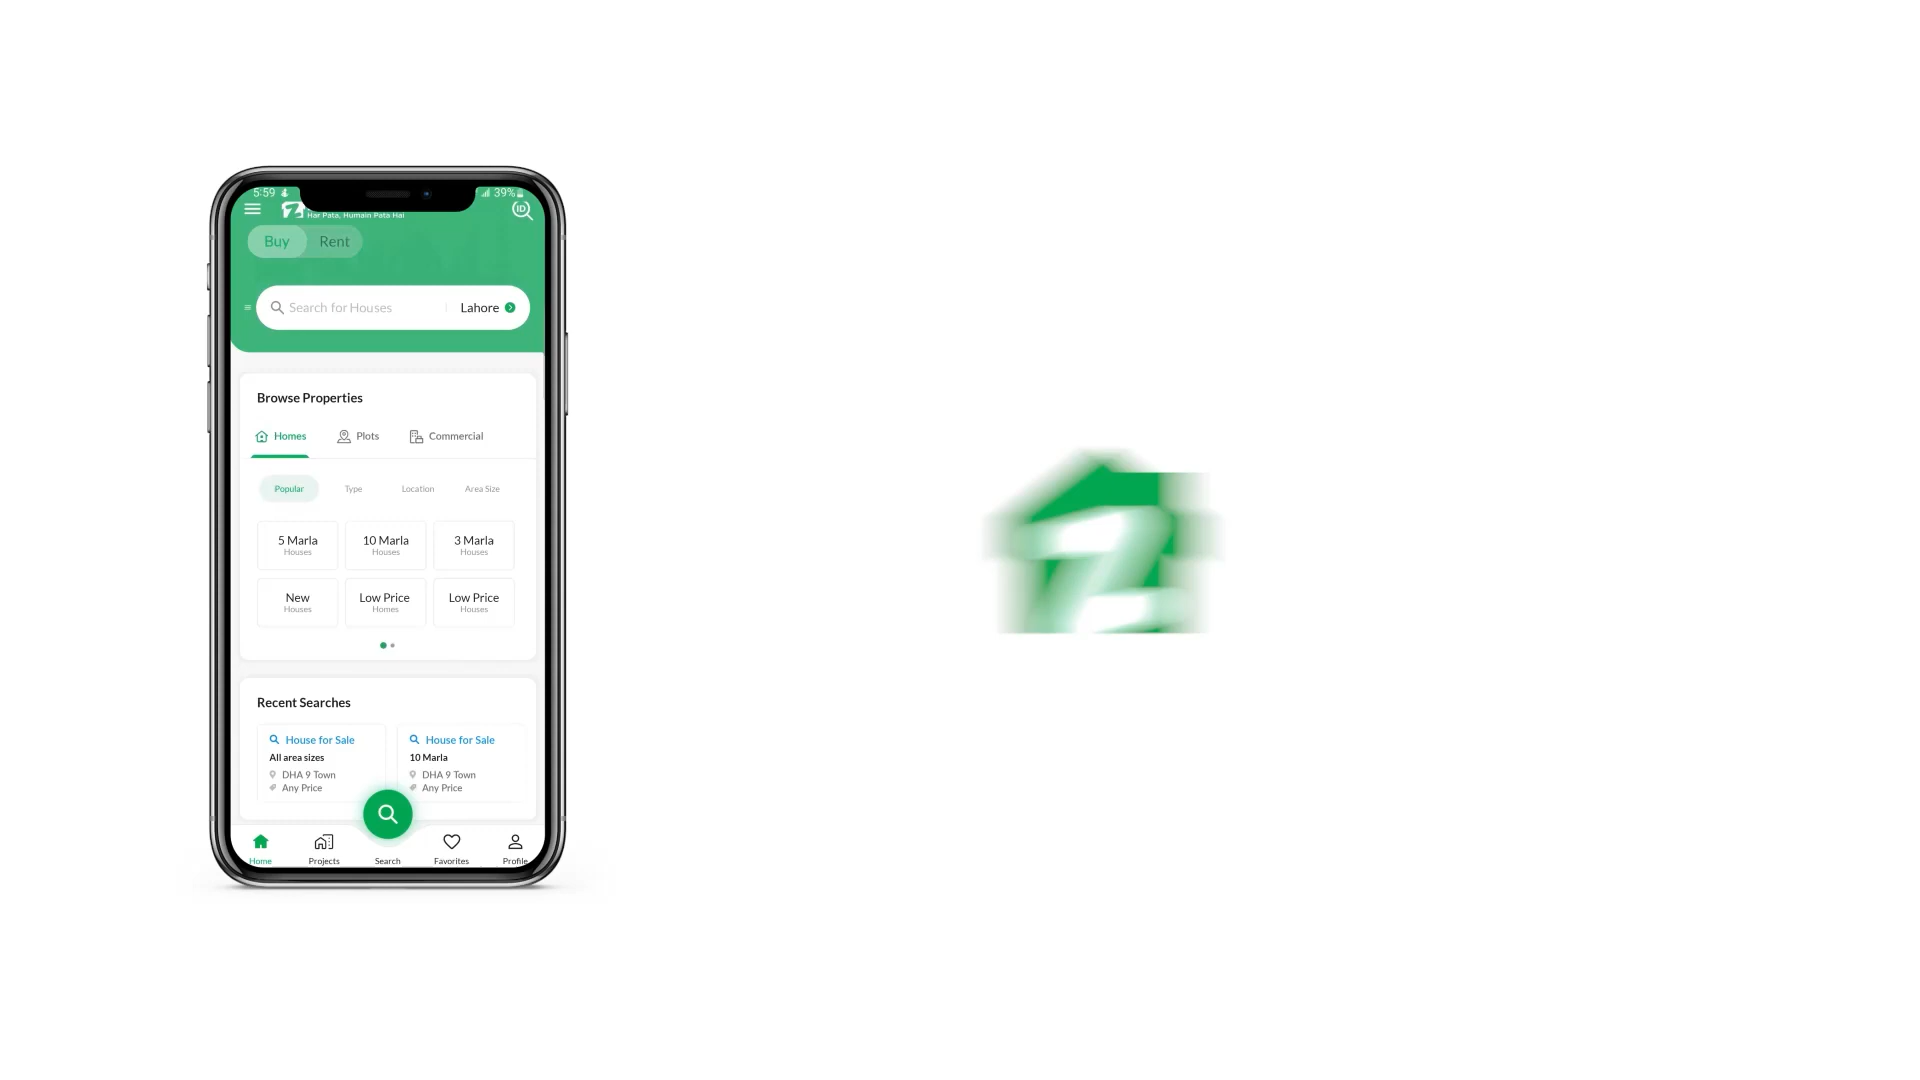 5:59
39%
Har Pata, Humain Pata Hai
ID
Buy Rent
Search for Houses Lahore
Browse Properties
Homes Plots Commercial
Popular Type Location Area Size
5 Marla 10 Marla 3 Marla
Houses Houses Houses
New Low Price Low Price
Houses Homes Houses
Recent Searches
House for Sale House for Sale
All area sizes 10 Marla
DHA 9 Town DHA 9 Town
Any Price Any Price
Home Projects Search Favorites Profile
Z